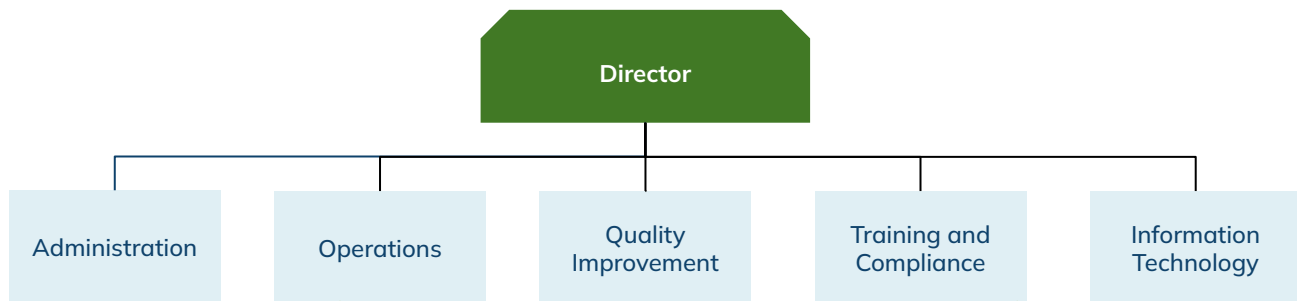 Director
Administration
Operations
Quality
Improvement
Training and
Compliance
Information
Technology